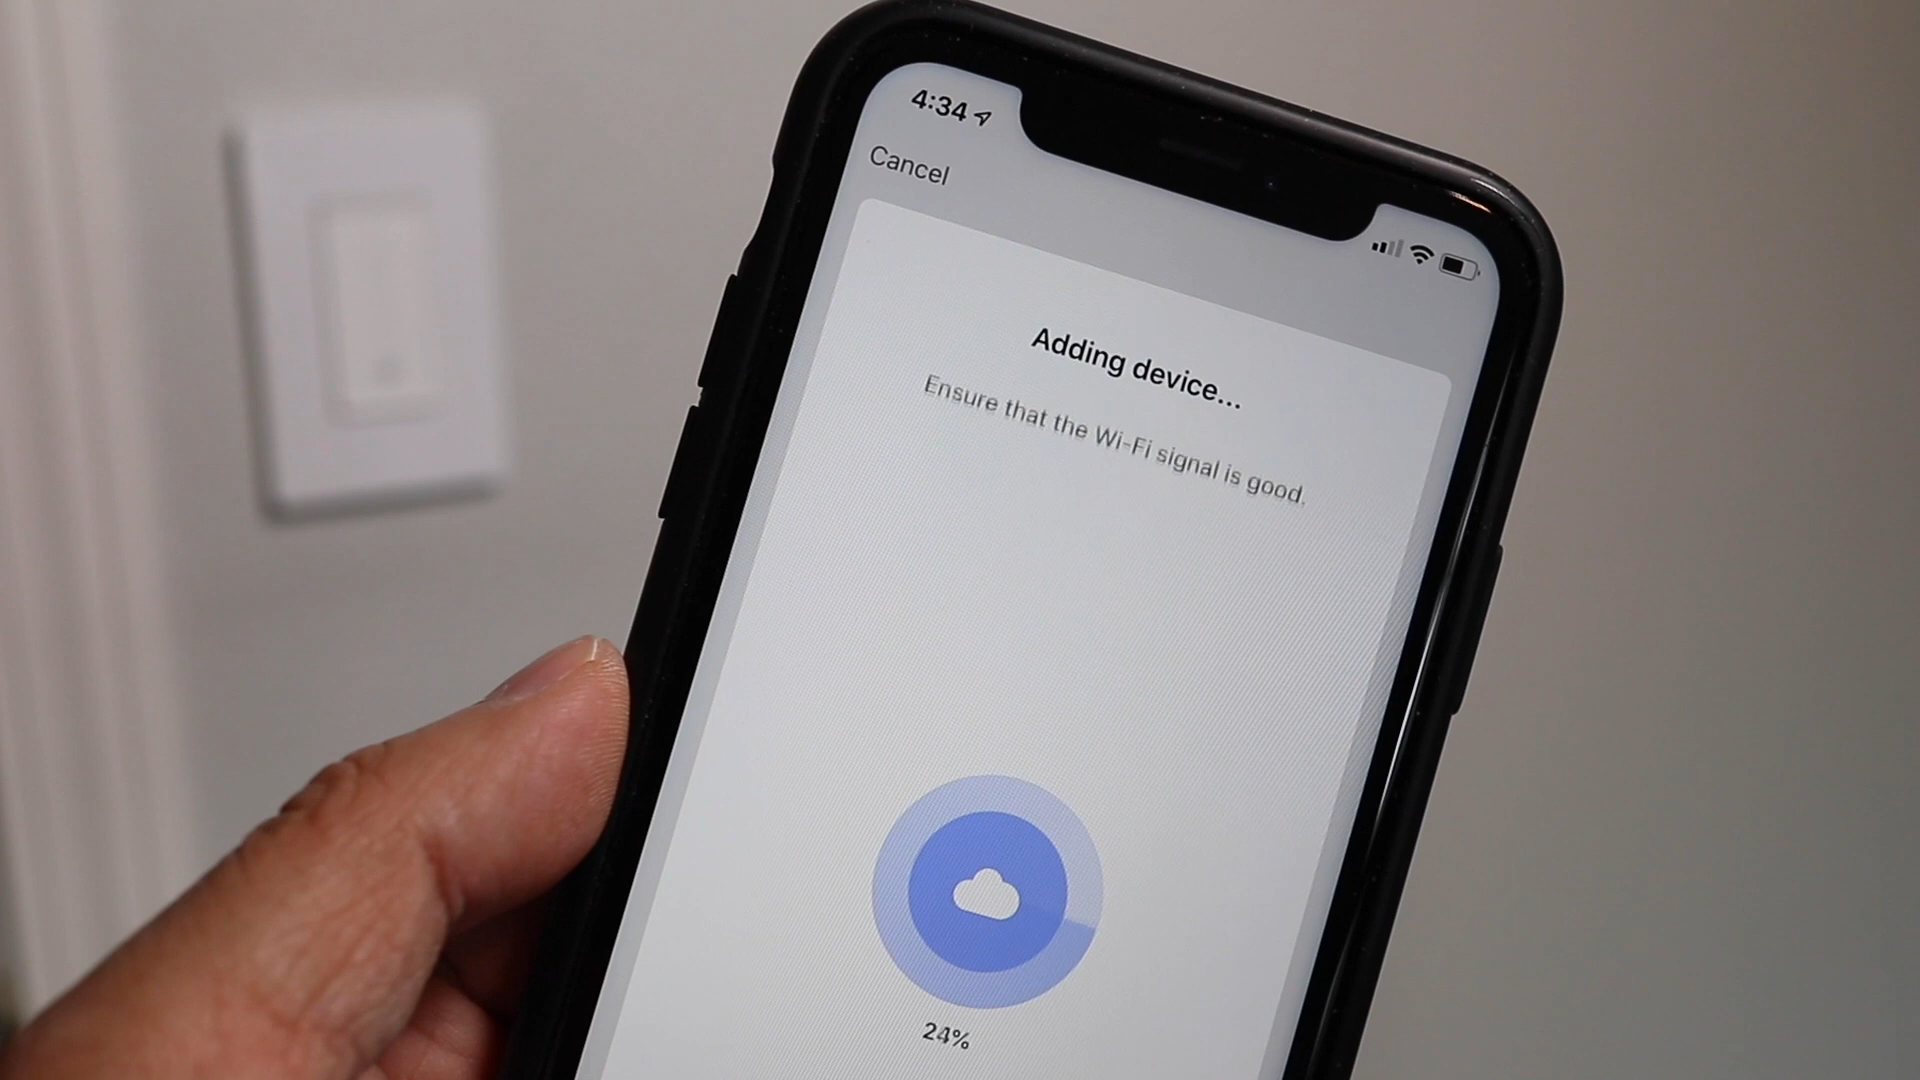 4:34
Cancel
Adding device...
Ensure that the Wi-Fi signal is good.
24%